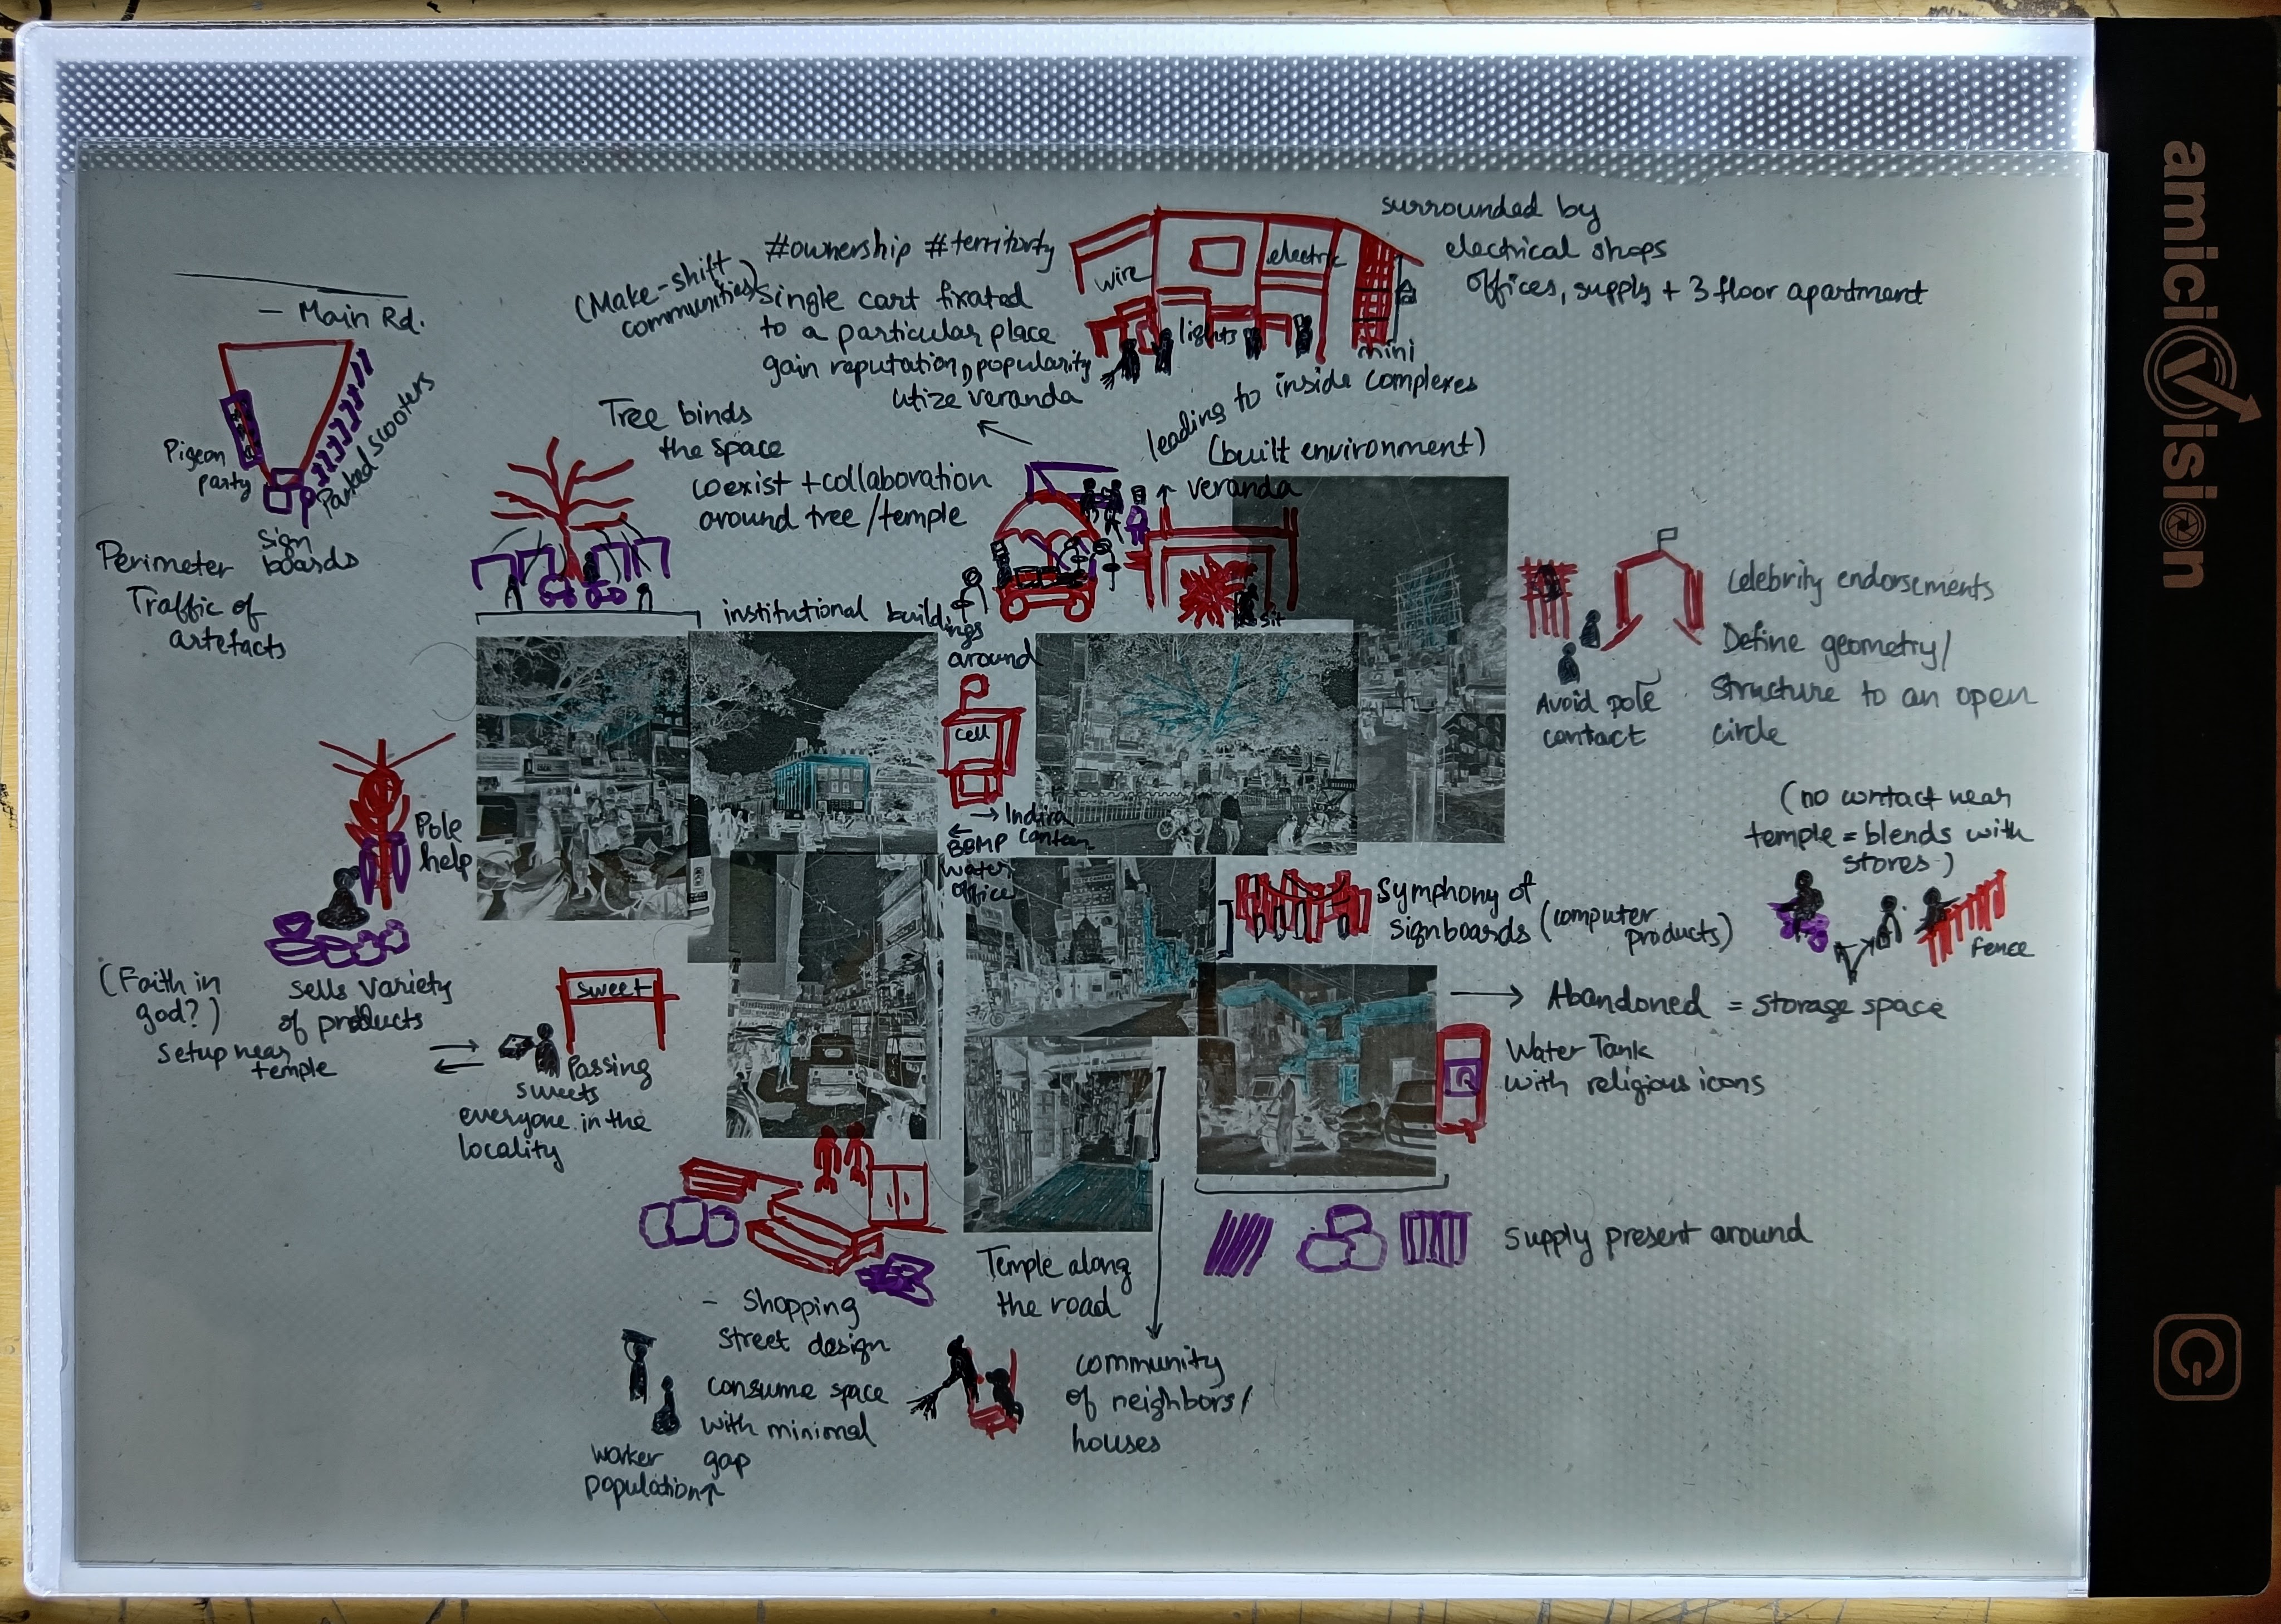 #ownership #territority
(Make-shift
communities)
single cart fixated
to a particular place
gain reputation, popularity
utize veranda
wire
electric
lights
mini
surrounded by
electrical shops
offices, supply + 3 floor apartment
leading to inside complexes
(built environment)
veranda
sit
— Main Rd.
Pigeon
party
Parked scooters
sign
boards
Perimeter
Traffic of
artefacts
Tree binds
the space
coexist + collaboration
around tree/temple
institutional build
ings
around
cell
→ Indira
Canteen
← BBMP
water
office
Celebrity endorsements
Define geometry/
structure to an open
circle
Avoid pole
contact
(no contact near
temple = blends with
stores)
fence
Symphony of
signboards (computer
products)
→ Abandoned = storage space
Water Tank
with religious icons
supply present around
Pole
help
(Faith in
god?)
sells variety
of products
setup near
temple
sweet
Passing
sweets
everyone in the
locality
- Shopping
street design
consume space
with minimal
gap
worker
population↑
Temple along
the road
community
of neighbors/
houses
amiciVision